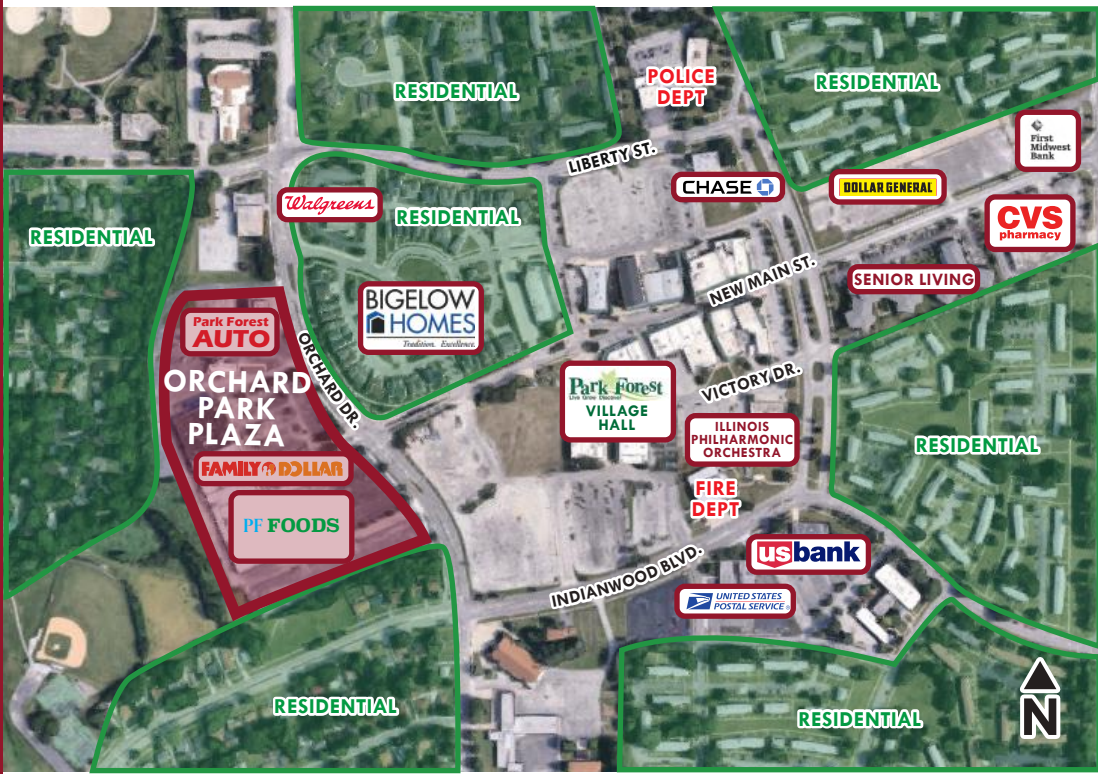 RESIDENTIAL
POLICE
DEPT
RESIDENTIAL
LIBERTY ST.
First
Midwest
Bank
CHASE
DOLLAR GENERAL
Walgreens
RESIDENTIAL
CVS
pharmacy
RESIDENTIAL
SENIOR LIVING
NEW MAIN ST.
BIGELOW
HOMES
Tradition. Excellence.
Park Forest
AUTO
ORCHARD DR.
ORCHARD
PARK
PLAZA
Park Forest
Live Grow Discover
VILLAGE
HALL
VICTORY DR.
ILLINOIS
PHILHARMONIC
ORCHESTRA
RESIDENTIAL
FAMILY DOLLAR
FIRE
DEPT
PF FOODS
usbank
INDIANWOOD BLVD.
UNITED STATES
POSTAL SERVICE®
RESIDENTIAL
RESIDENTIAL
N